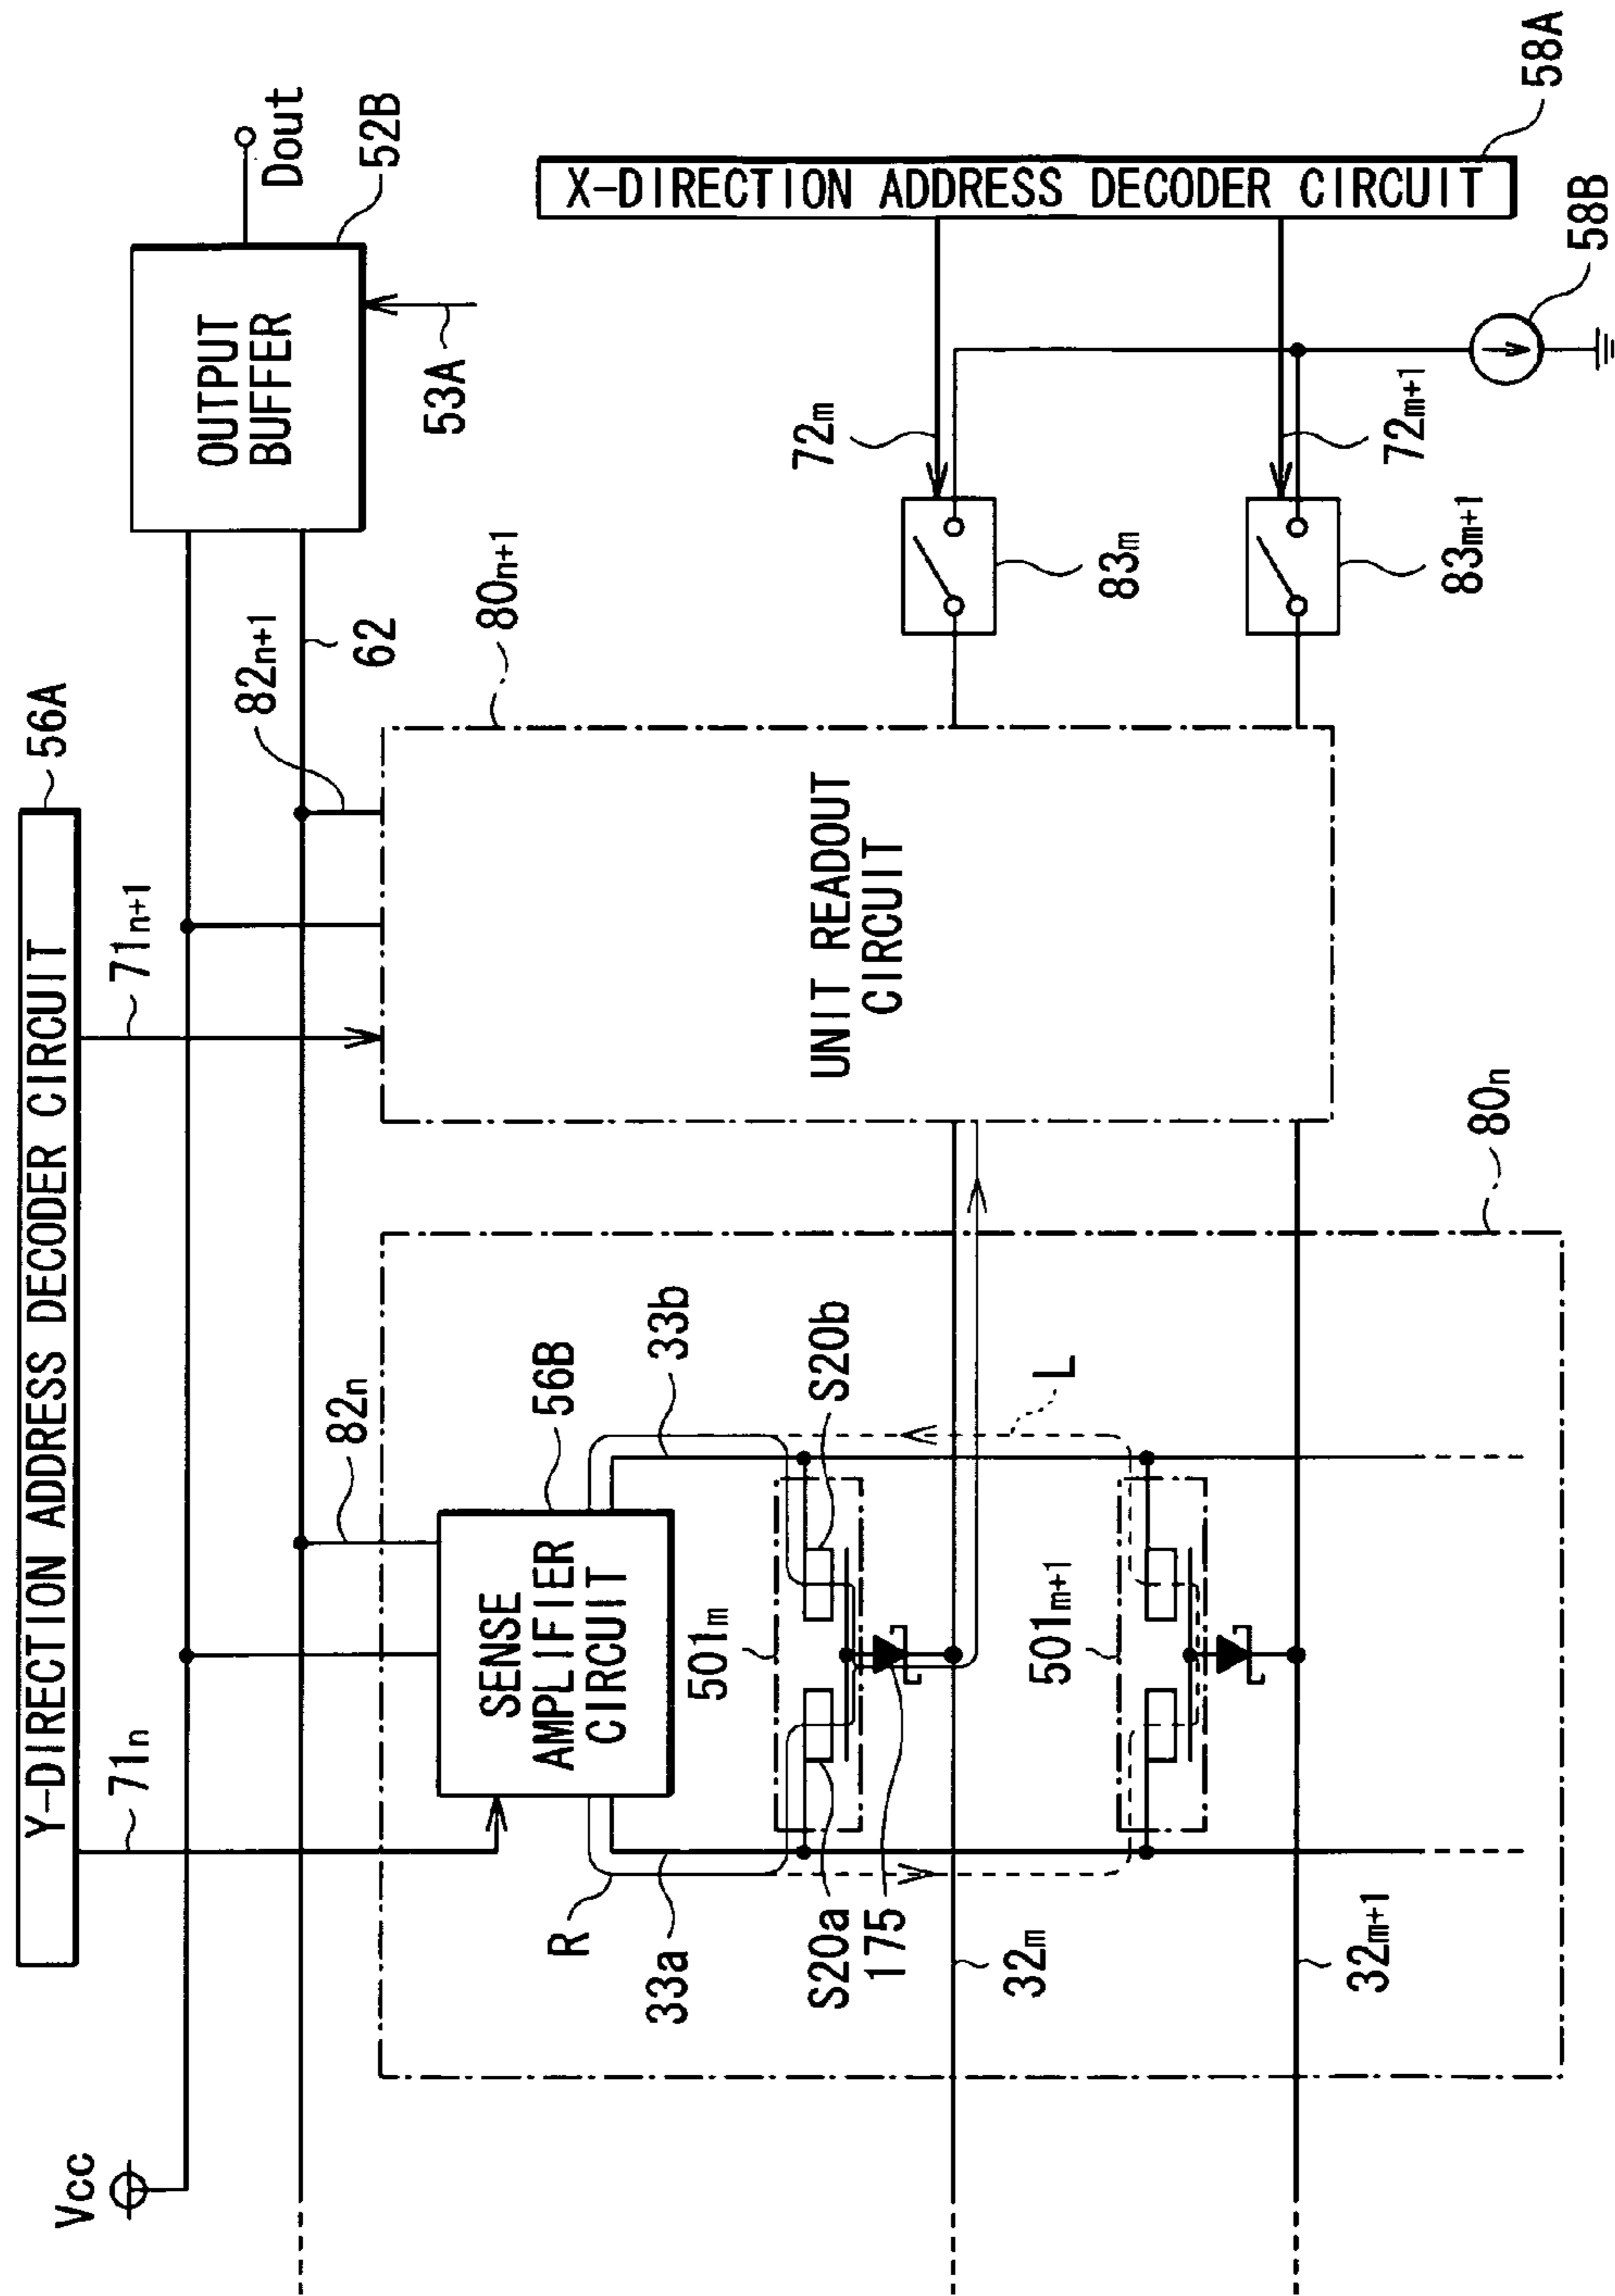 Vcc
Y-DIRECTION ADDRESS DECODER CIRCUIT
56A
71n
82n
71n+1
82n+1
62
OUTPUT
BUFFER
Dout
52B
53A
SENSE
AMPLIFIER
CIRCUIT
56B
R
33a
33b
501m
S20a
S20b
175
L
32m
501m+1
32m+1
80n
UNIT READOUT
CIRCUIT
80n+1
72m
83m
72m+1
83m+1
X-DIRECTION ADDRESS DECODER CIRCUIT
58A
58B